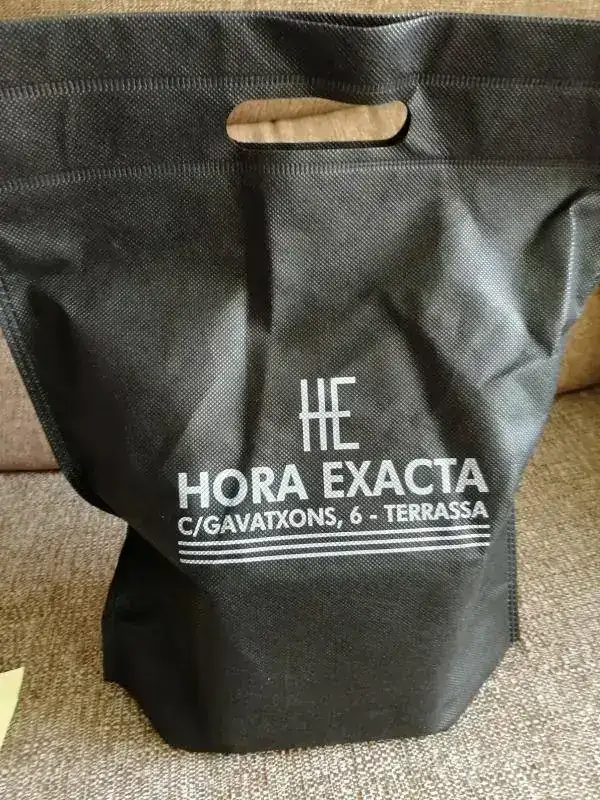 HE
HORA EXACTA
C/GAVATXONS, 6 - TERRASSA